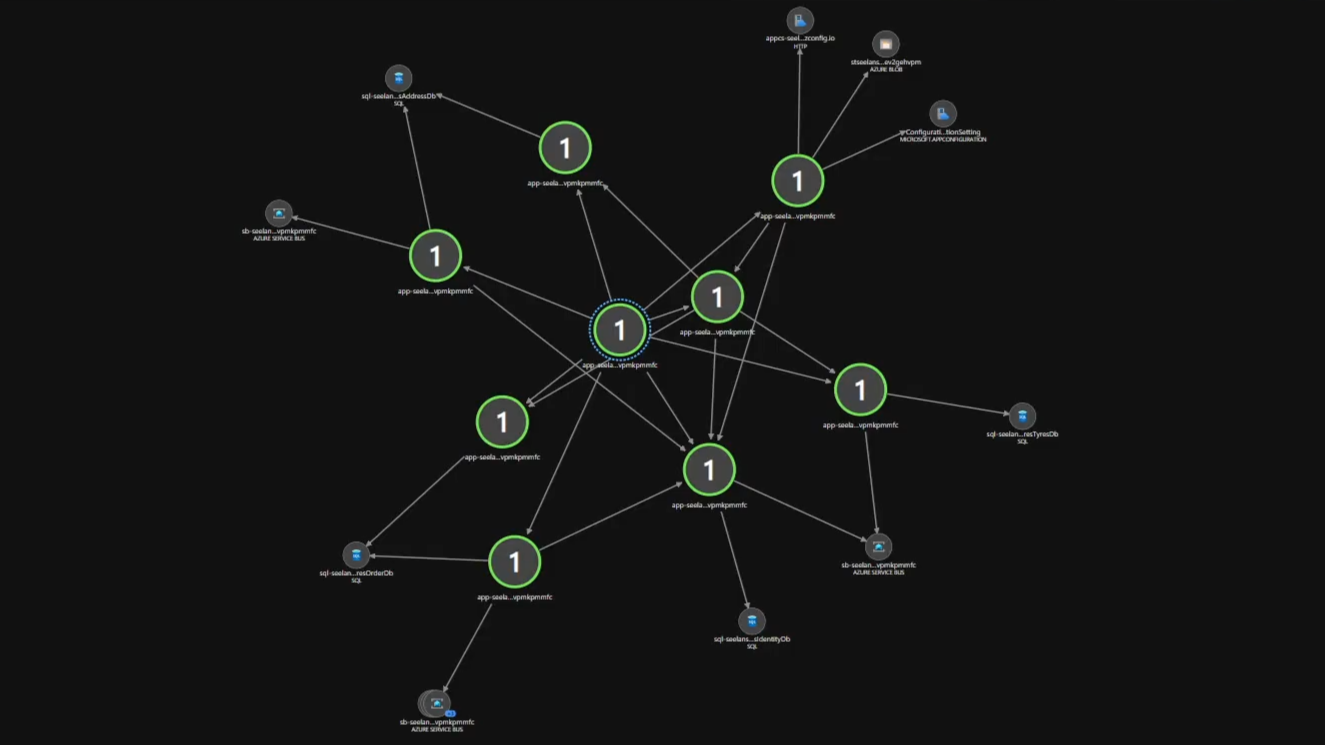 appcs-seel...zconfig.io
HTTP
stseelans...ev2gehvpm
AZURE BLOB
sql-seelan...sAddressDb
SQL
Configurati...tionSetting
MICROSOFT.APPCONFIGURATION
1
app-seela...vpmkpmmfc
1
app-seela...vpmkpmmfc
sb-seelan...vpmkpmmfc
AZURE SERVICE BUS
1
app-seela...vpmkpmmfc
1
app-seela...vpmkpmmfc
1
app-seela...vpmkpmmfc
1
app-seela...vpmkpmmfc
1
app-seela...vpmkpmmfc
sql-seelan...resTyresDb
SQL
1
app-seela...vpmkpmmfc
sql-seelan...resOrderDb
SQL
1
app-seela...vpmkpmmfc
sb-seelan...vpmkpmmfc
AZURE SERVICE BUS
sql-seelans...sIdentityDb
SQL
sb-seelan...vpmkpmmfc
AZURE SERVICE BUS